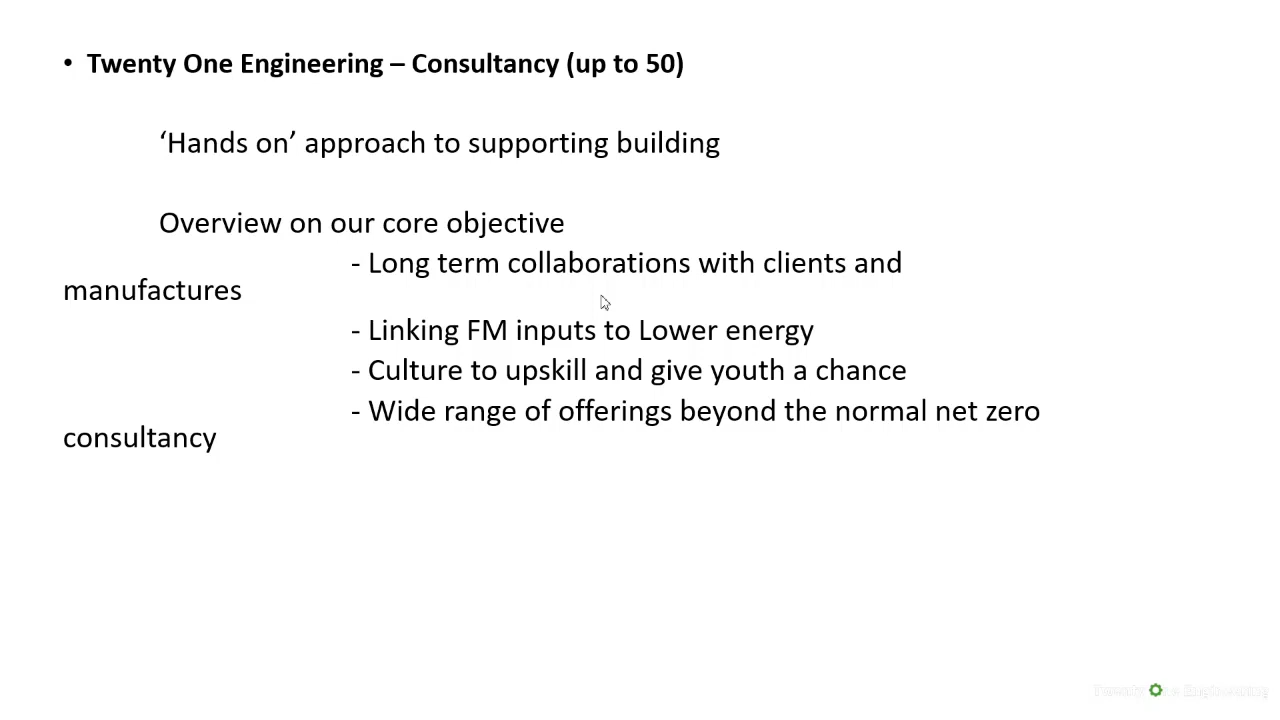 • Twenty One Engineering – Consultancy (up to 50)
‘Hands on’ approach to supporting building
Overview on our core objective
- Long term collaborations with clients and
manufactures
- Linking FM inputs to Lower energy
- Culture to upskill and give youth a chance
- Wide range of offerings beyond the normal net zero
consultancy
Twenty One Engineering